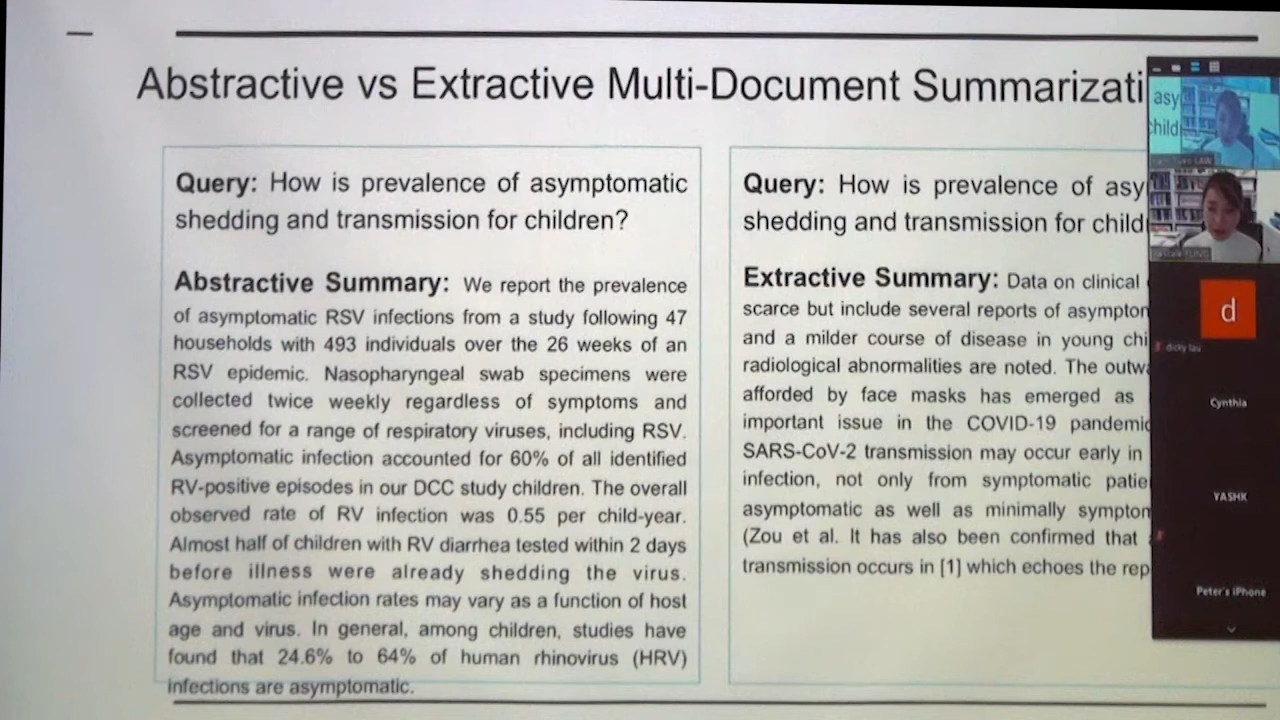 Abstractive vs Extractive Multi-Document Summarizati
Query: How is prevalence of asymptomatic
shedding and transmission for children?
Abstractive Summary: We report the prevalence
of asymptomatic RSV infections from a study following 47
households with 493 individuals over the 26 weeks of an
RSV epidemic. Nasopharyngeal swab specimens were
collected twice weekly regardless of symptoms and
screened for a range of respiratory viruses, including RSV.
Asymptomatic infection accounted for 60% of all identified
RV-positive episodes in our DCC study children. The overall
observed rate of RV infection was 0.55 per child-year.
Almost half of children with RV diarrhea tested within 2 days
before illness were already shedding the virus.
Asymptomatic infection rates may vary as a function of host
age and virus. In general, among children, studies have
found that 24.6% to 64% of human rhinovirus (HRV)
infections are asymptomatic.
Query: How is prevalence of asy
shedding and transmission for child
Extractive Summary: Data on clinical
scarce but include several reports of asympton
and a milder course of disease in young chi
radiological abnormalities are noted. The outwa
afforded by face masks has emerged as
important issue in the COVID-19 pandemic
SARS-CoV-2 transmission may occur early in
infection, not only from symptomatic patie
asymptomatic as well as minimally sympton
(Zou et al. It has also been confirmed that
transmission occurs in [1] which echoes the rep
asy
child
LAW
d
dicky lau
Cynthia
YASHK
Peter's iPhone